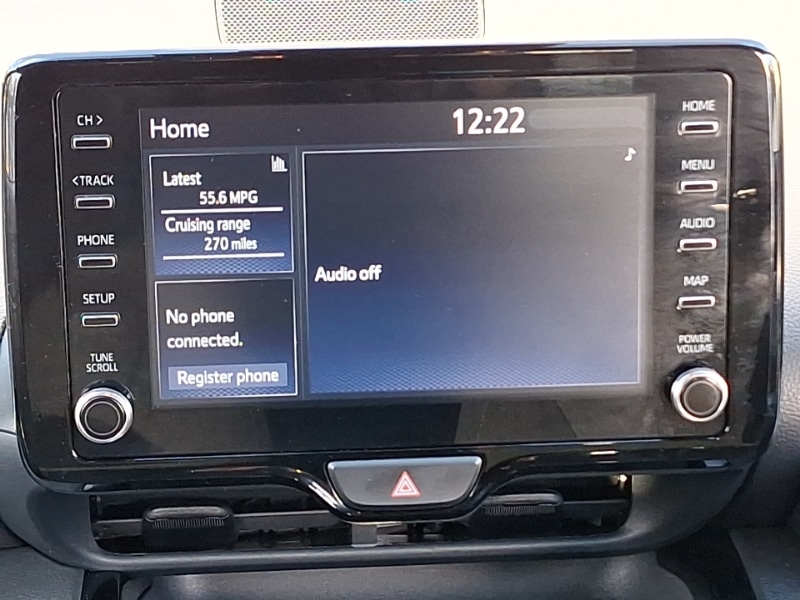 CH >
< TRACK
PHONE
SETUP
TUNE
SCROLL
Home
12:22
Latest
55.6 MPG
Cruising range
270 miles
No phone
connected.
Register phone
Audio off
HOME
MENU
AUDIO
MAP
POWER
VOLUME